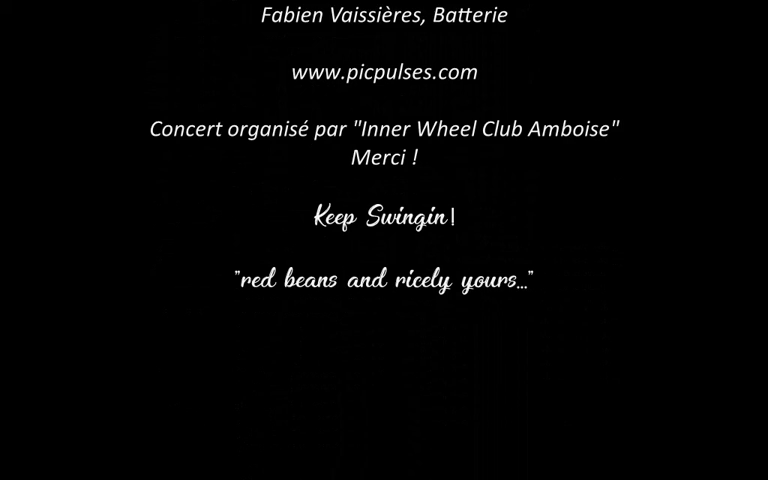 Fabien Vaissières, Batterie
www.picpulses.com
Concert organisé par "Inner Wheel Club Amboise"
Merci !
Keep Swingin!
"red beans and ricely yours..."